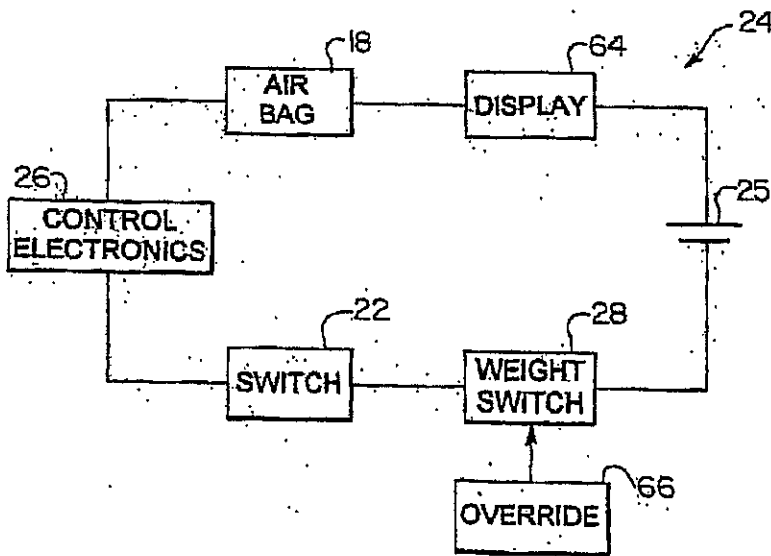 18
64
24
AIR
BAG
DISPLAY
26
25
CONTROL
ELECTRONICS
22
28
SWITCH
WEIGHT
SWITCH
66
OVERRIDE